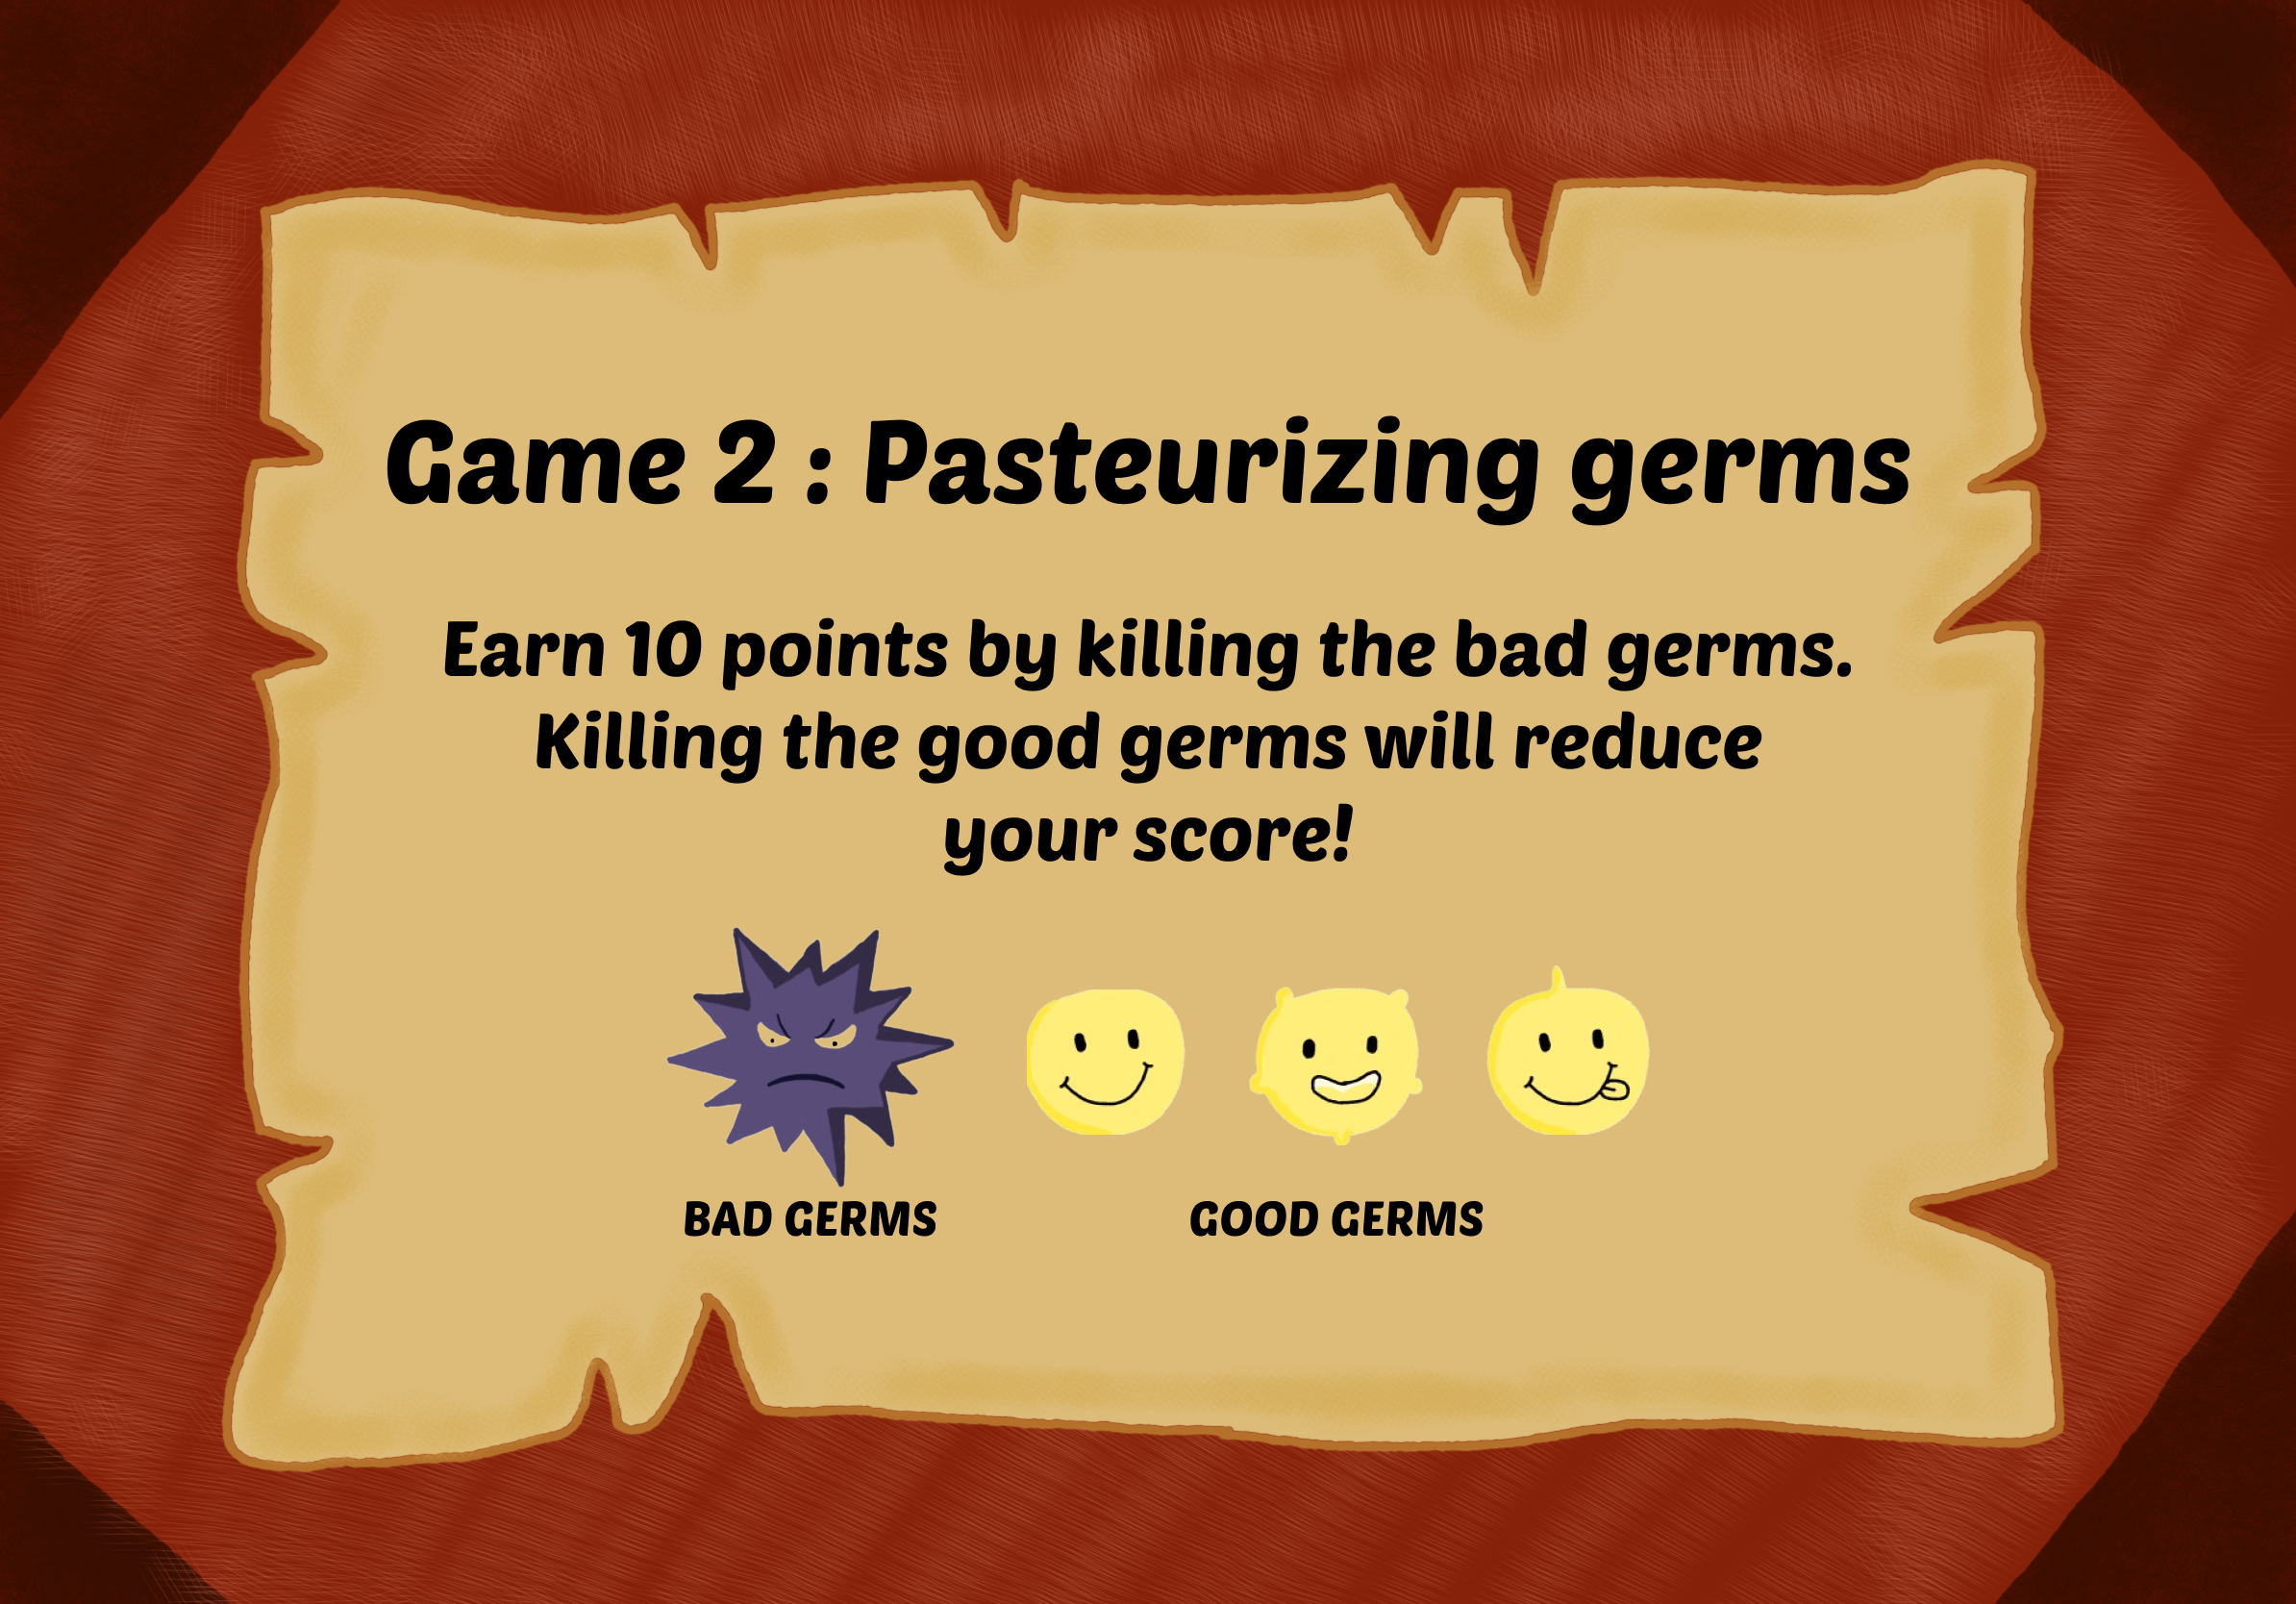 Game 2 : Pasteurizing germs
Earn 10 points by killing the bad germs.
Killing the good germs will reduce
your score!
BAD GERMS
GOOD GERMS